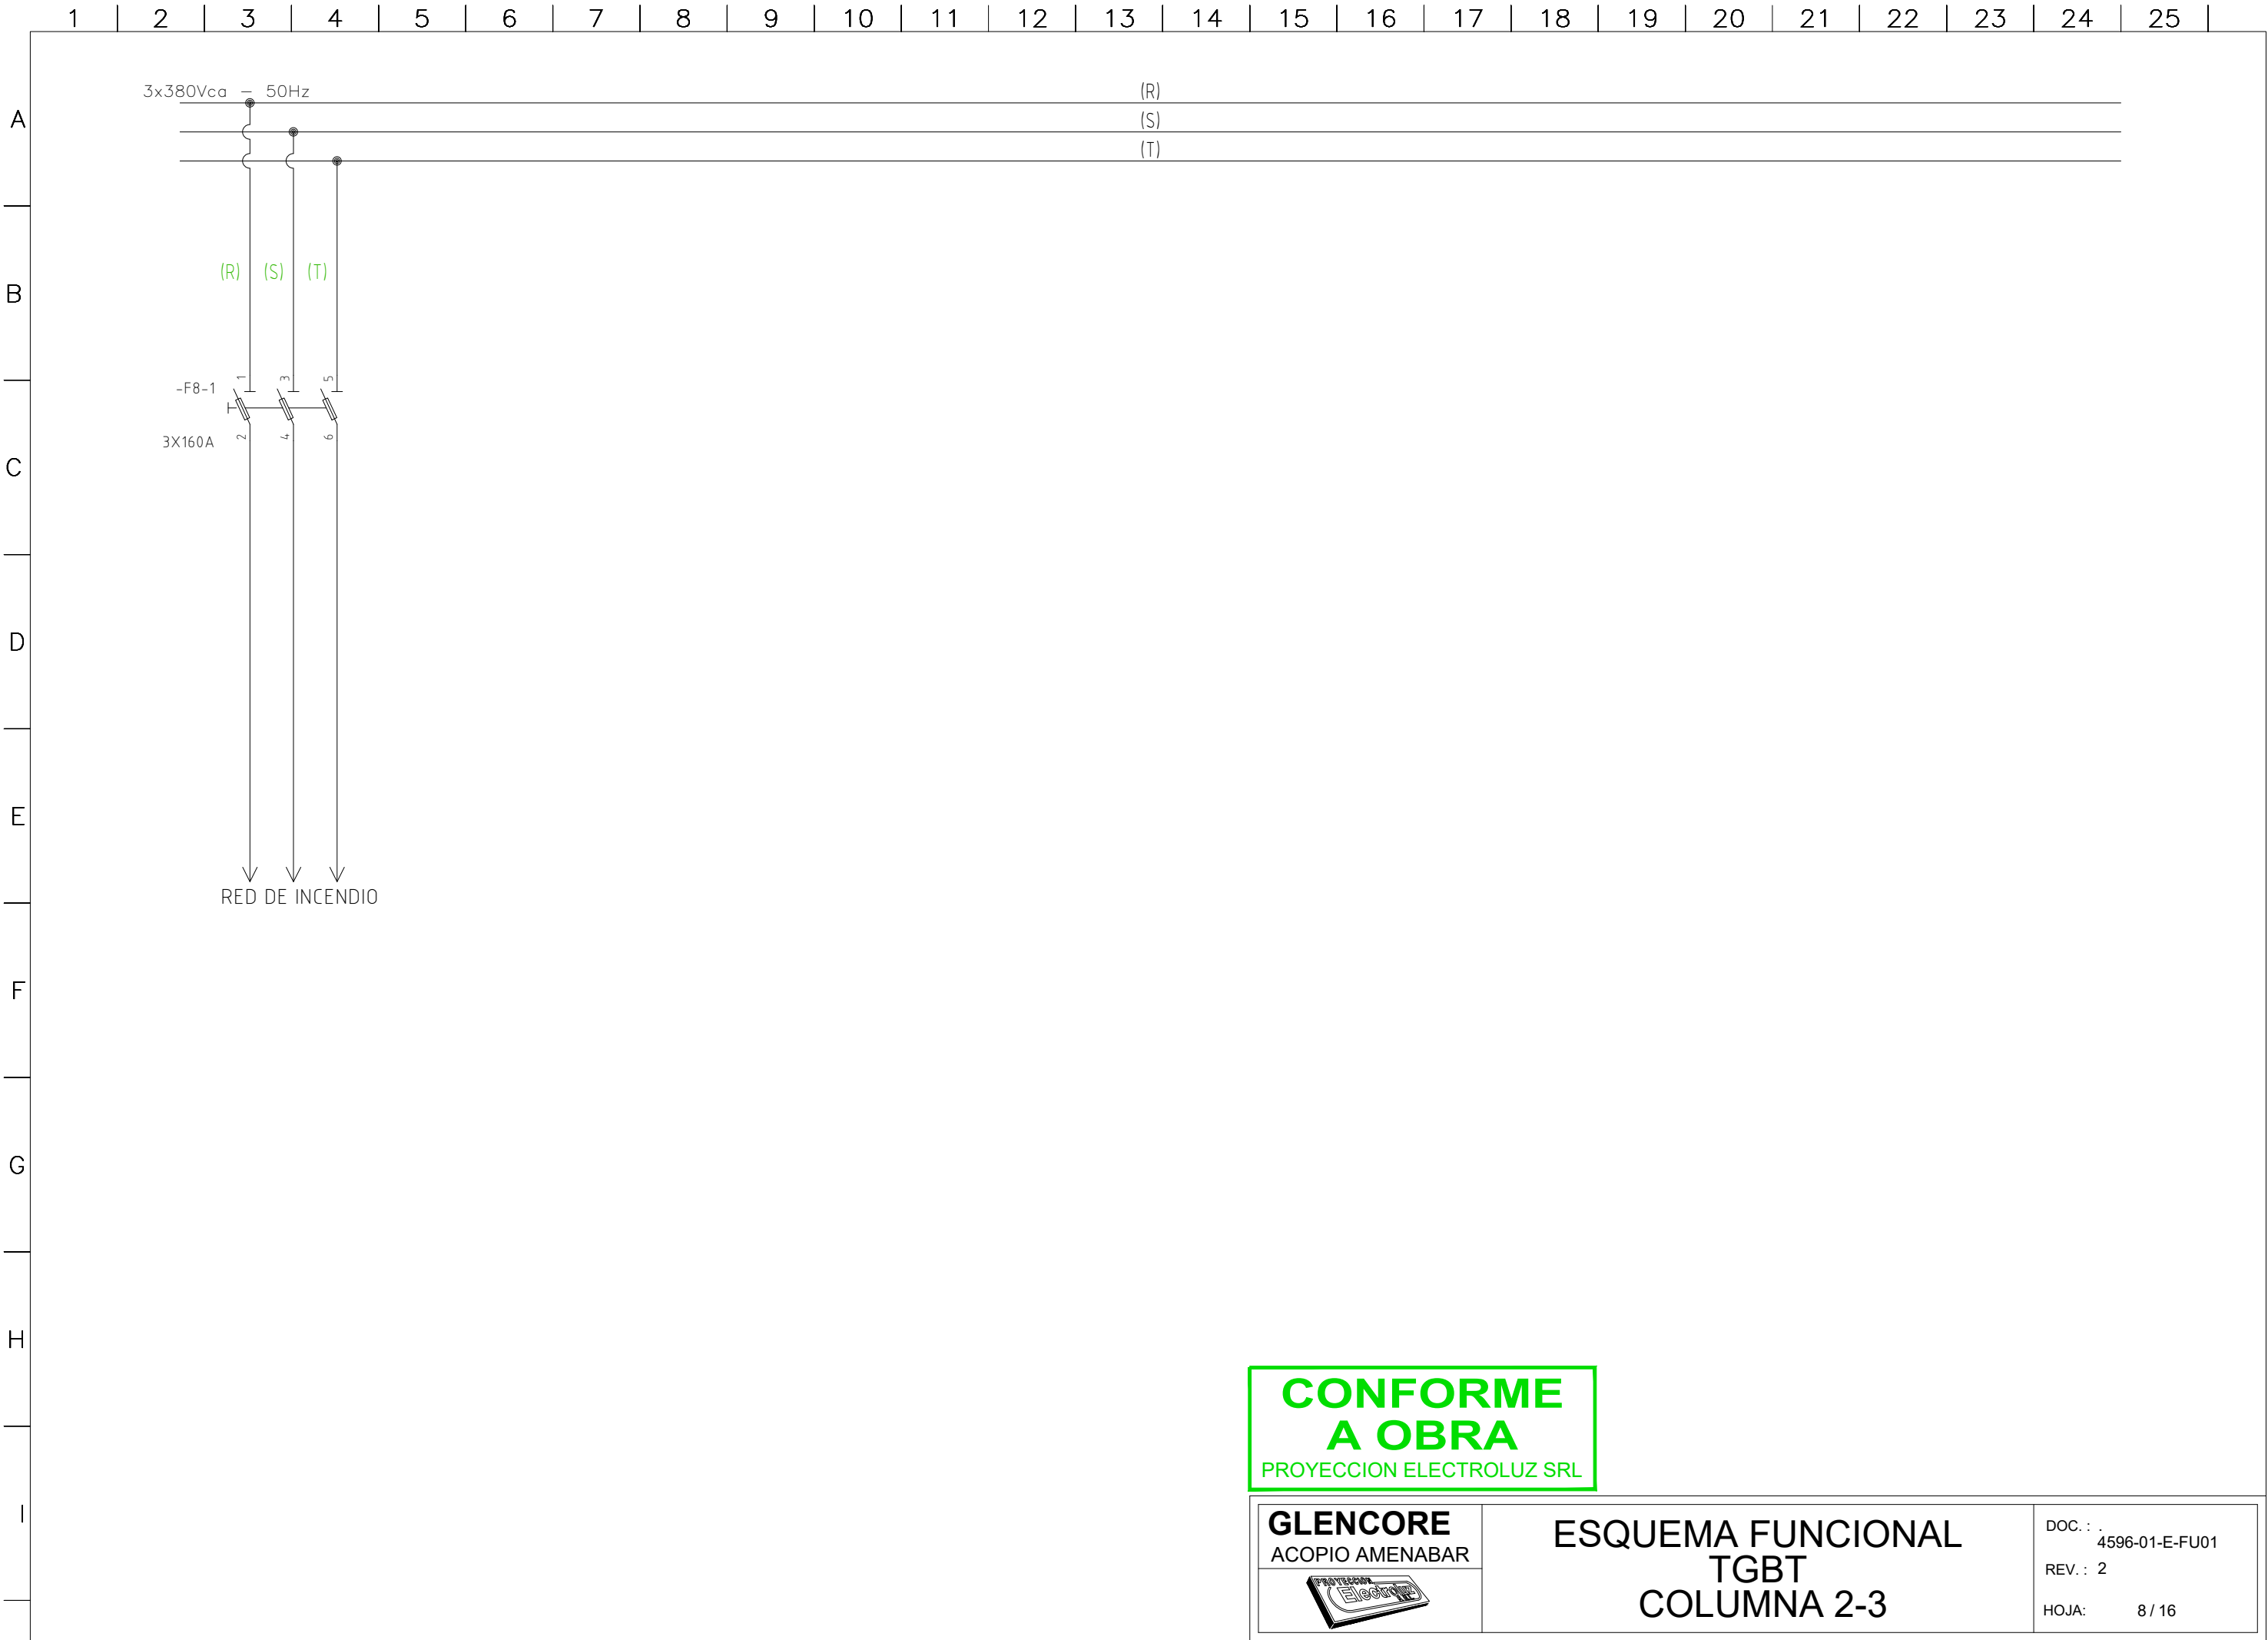 1 2 3 4 5 6 7 8 9 10 11 12 13 14 15 16 17 18 19 20 21 22 23 24 25
3x380Vca – 50Hz
(R)
A
(S)
(T)
(R) (S) (T)
B
-F8-1
1 3 5
3X160A
2 4 6
C
D
E
RED DE INCENDIO
F
G
H
CONFORME
A OBRA
PROYECCION ELECTROLUZ SRL
I
GLENCORE
ACOPIO AMENABAR
PROYECCION
Electroluz
SRL
ESQUEMA FUNCIONAL
TGBT
COLUMNA 2-3
DOC. : .
4596-01-E-FU01
REV. : 2
HOJA: 8 / 16